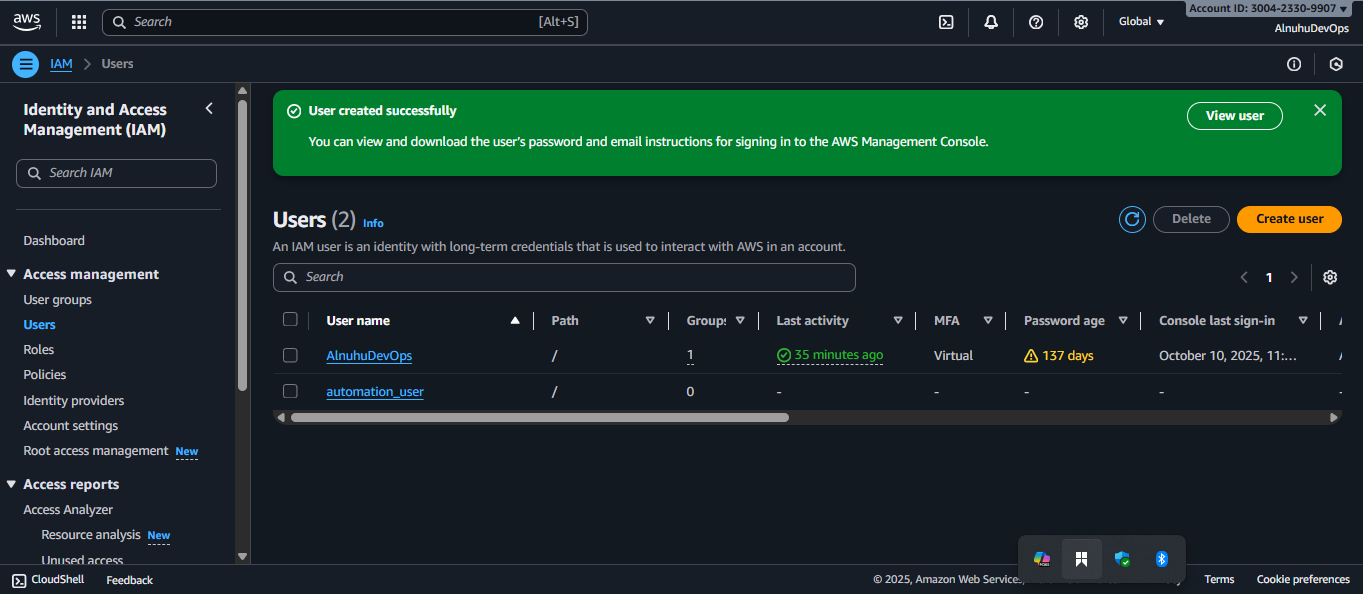 aws
Search [Alt+S]
Global
Account ID: 3004-2330-9907
AlnuhuDevOps
IAM > Users
Identity and Access
Management (IAM)
Search IAM
Dashboard
Access management
User groups
Users
Roles
Policies
Identity providers
Account settings
Root access management New
Access reports
Access Analyzer
Resource analysis New
Unused access
User created successfully
You can view and download the user's password and email instructions for signing in to the AWS Management Console.
View user
Users (2) Info
Delete
Create user
An IAM user is an identity with long-term credentials that is used to interact with AWS in an account.
Search
1
User name Path Groups Last activity MFA Password age Console last sign-in
AlnuhuDevOps / 1 35 minutes ago Virtual 137 days October 10, 2025, 11:...
automation_user / 0 - - - -
CloudShell Feedback © 2025, Amazon Web Services, Terms Cookie preferences